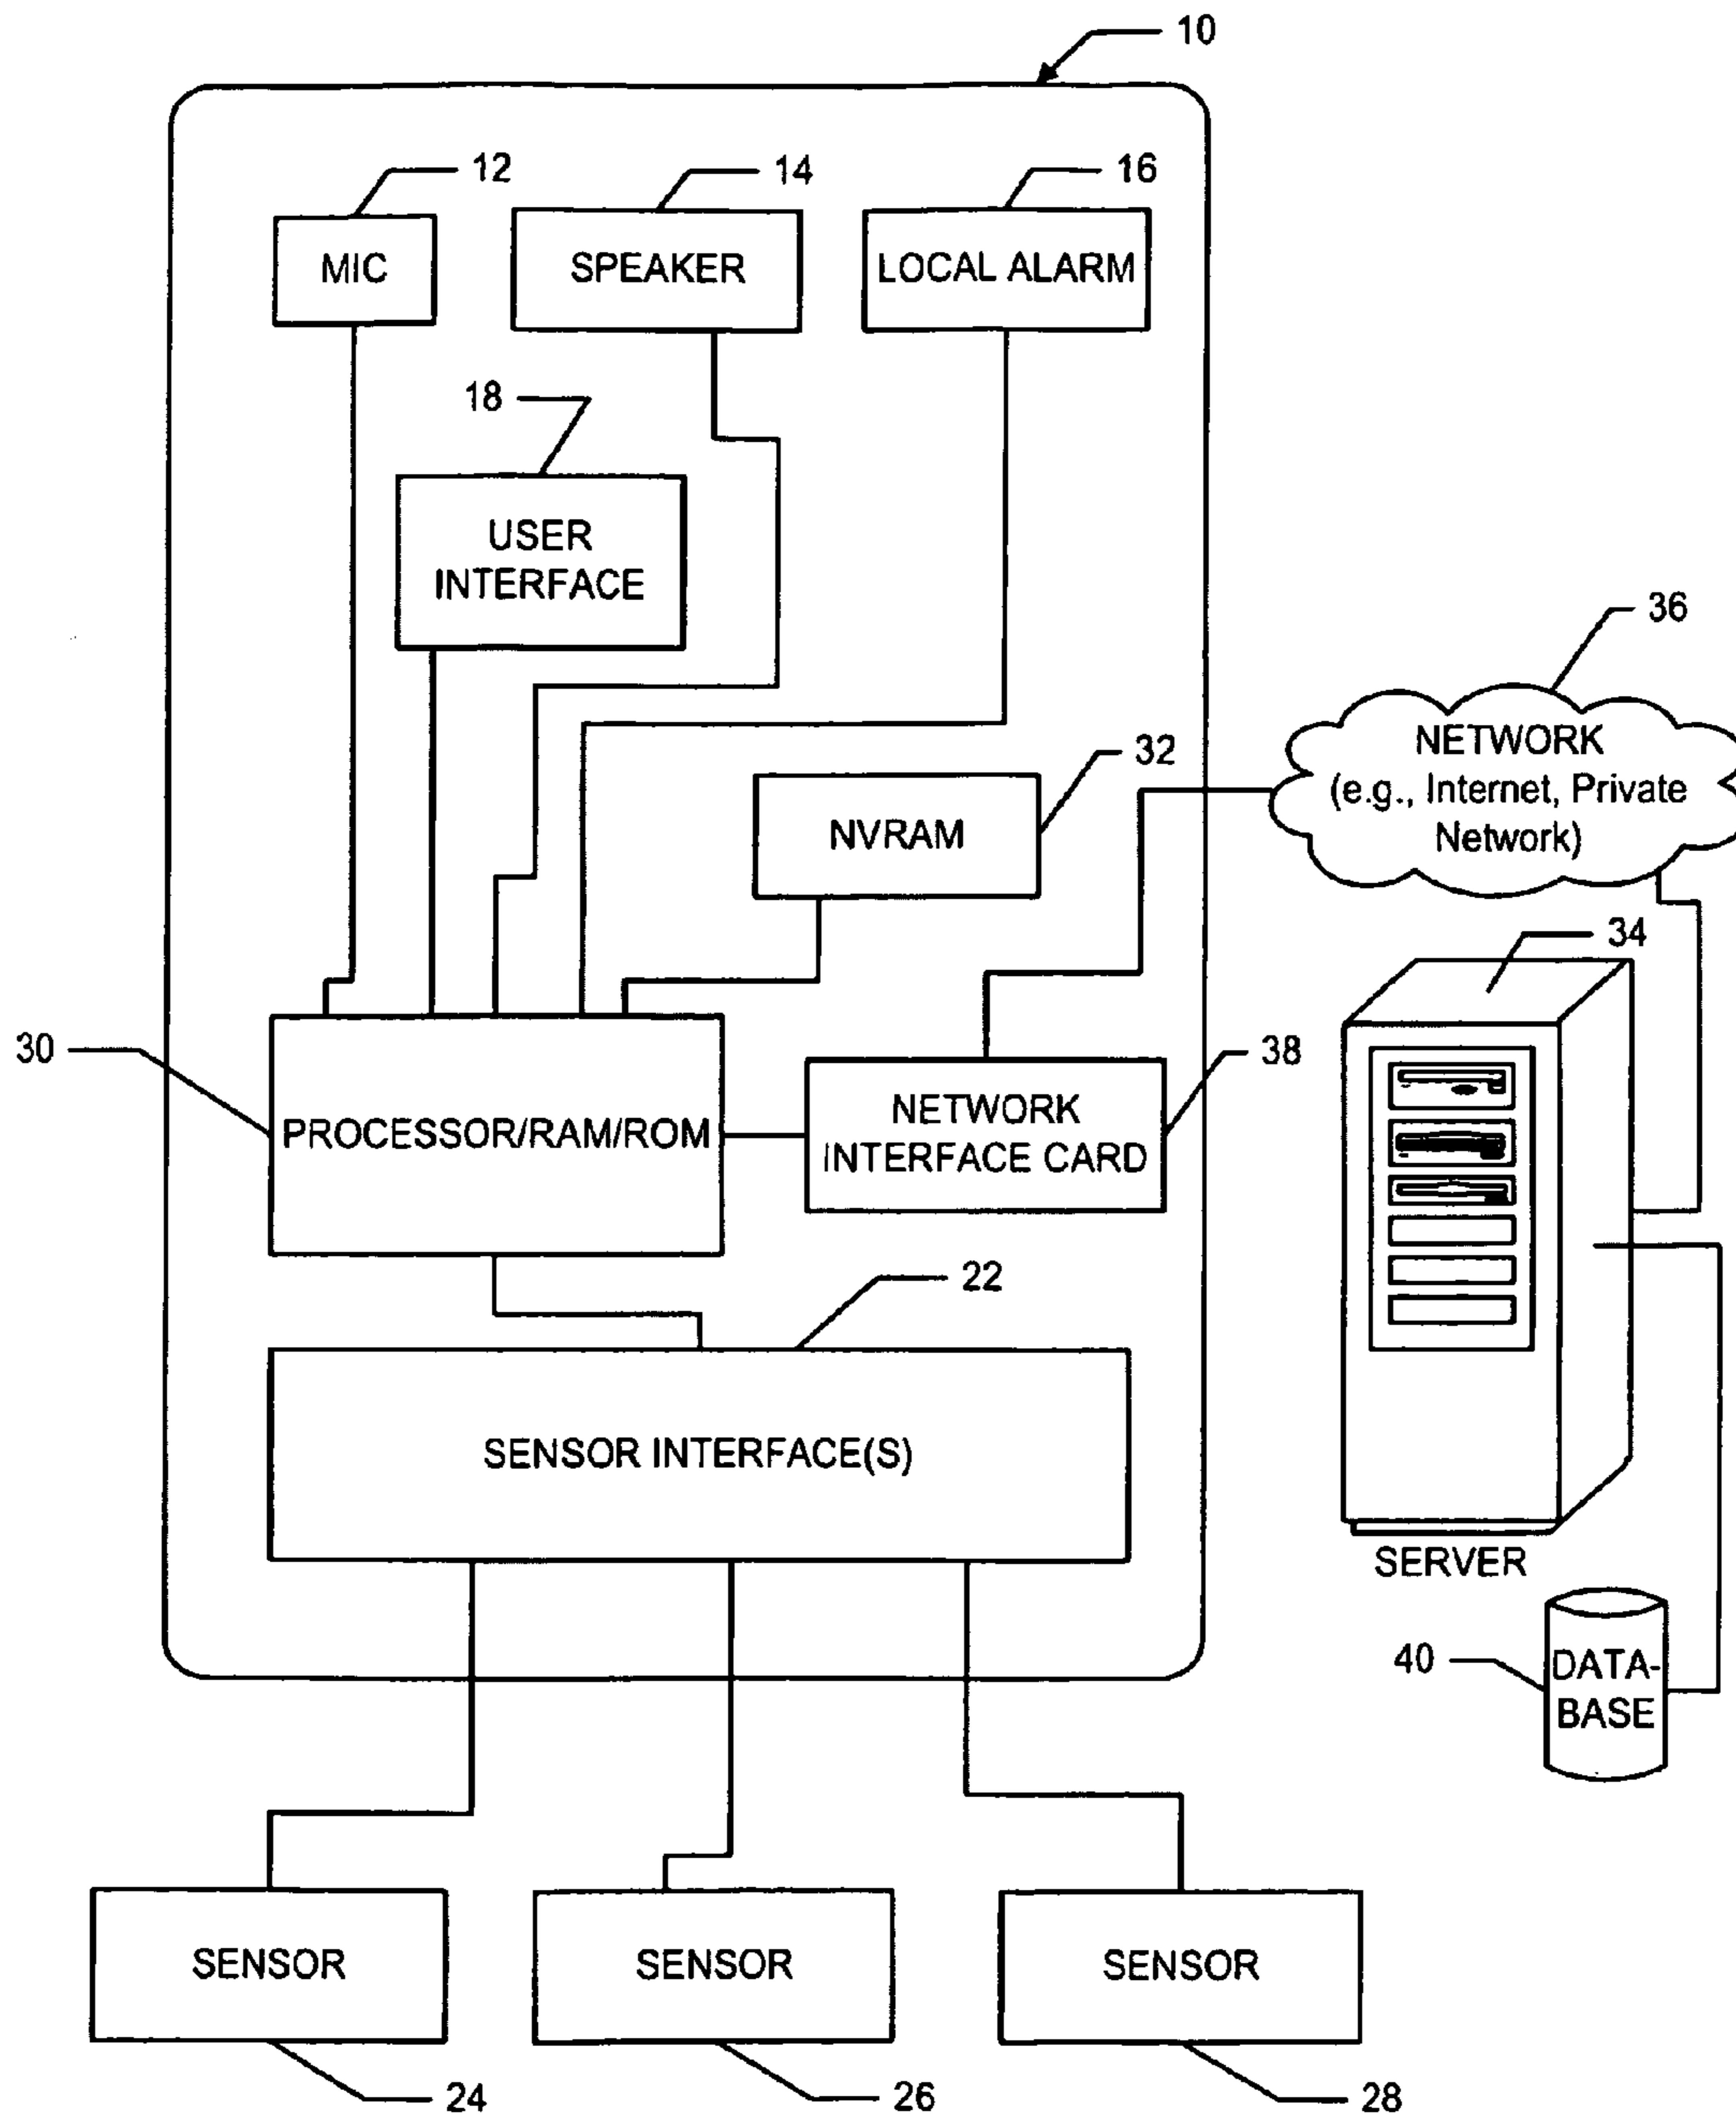 10
12
14
16
MIC
SPEAKER
LOCAL ALARM
18
USER
INTERFACE
36
NETWORK
(e.g., Internet, Private
Network)
32
NVRAM
34
30
38
PROCESSOR/RAM/ROM
NETWORK
INTERFACE CARD
22
SENSOR INTERFACE(S)
SERVER
40
DATA-
BASE
SENSOR
SENSOR
SENSOR
24
26
28